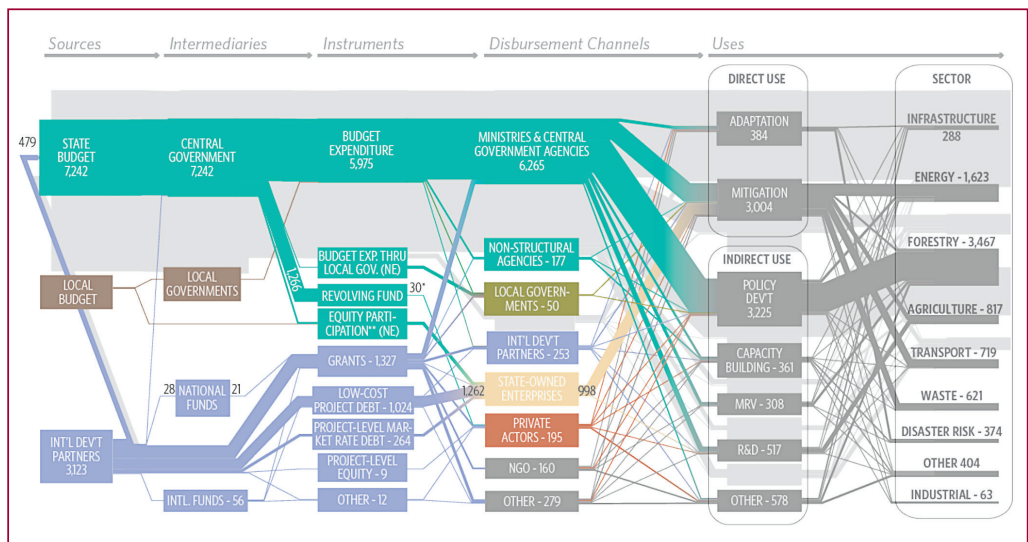 Sources
Intermediaries
Instruments
Disbursement Channels
Uses
DIRECT USE
SECTOR
479
STATE
BUDGET
7,242
CENTRAL
GOVERNMENT
7,242
BUDGET
EXPENDITURE
5,975
MINISTRIES & CENTRAL
GOVERNMENT AGENCIES
6,265
ADAPTATION
384
INFRASTRUCTURE
288
MITIGATION
3,004
ENERGY - 1,623
LOCAL
BUDGET
LOCAL
GOVERNMENTS
1,266
BUDGET EXP. THRU
LOCAL GOV. (NE)
30*
REVOLVING FUND
EQUITY PARTI-
CIPATION** (NE)
NON-STRUCTURAL
AGENCIES - 177
LOCAL GOVERN-
MENTS - 50
INDIRECT USE
POLICY
DEV'T
3,225
FORESTRY - 3,467
AGRICULTURE - 817
GRANTS - 1,327
INT'L DEV'T
PARTNERS - 253
CAPACITY
BUILDING - 361
TRANSPORT - 719
28
NATIONAL
FUNDS
21
LOW-COST
PROJECT DEBT - 1,024
1,262
STATE-OWNED
ENTERPRISES
998
MRV - 308
WASTE - 621
INT'L DEV'T
PARTNERS
3,123
PROJECT-LEVEL MAR-
KET RATE DEBT - 264
PRIVATE
ACTORS - 195
R&D - 517
DISASTER RISK - 374
PROJECT-LEVEL
EQUITY - 9
NGO - 160
OTHER 404
INTL. FUNDS - 56
OTHER - 12
OTHER - 279
OTHER - 578
INDUSTRIAL - 63